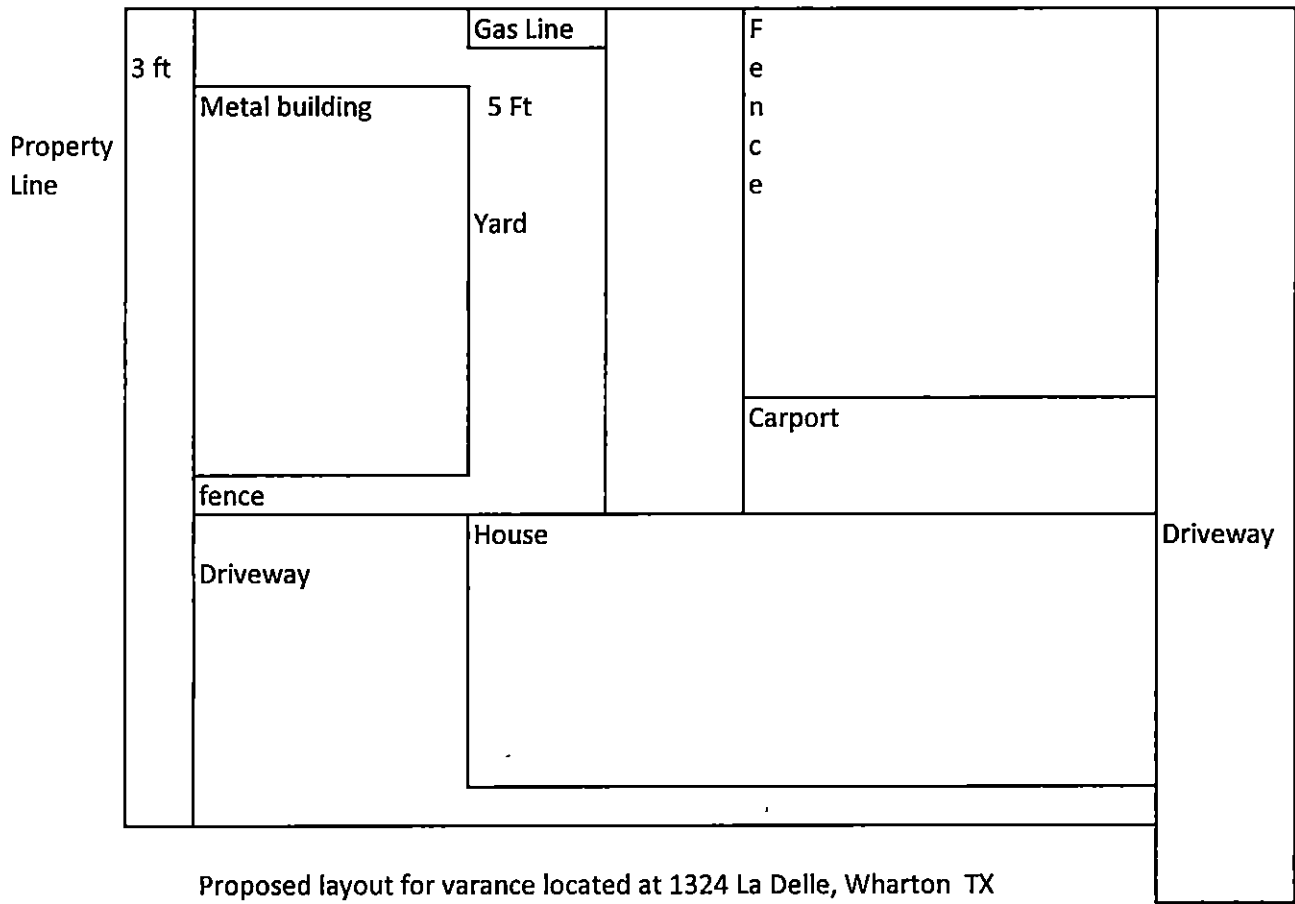 Gas Line
F
e
n
c
e
3 ft
Metal building
5 Ft
Property
Line
Yard
Carport
fence
House
Driveway
Driveway
Proposed layout for varance located at 1324 La Delle, Wharton TX